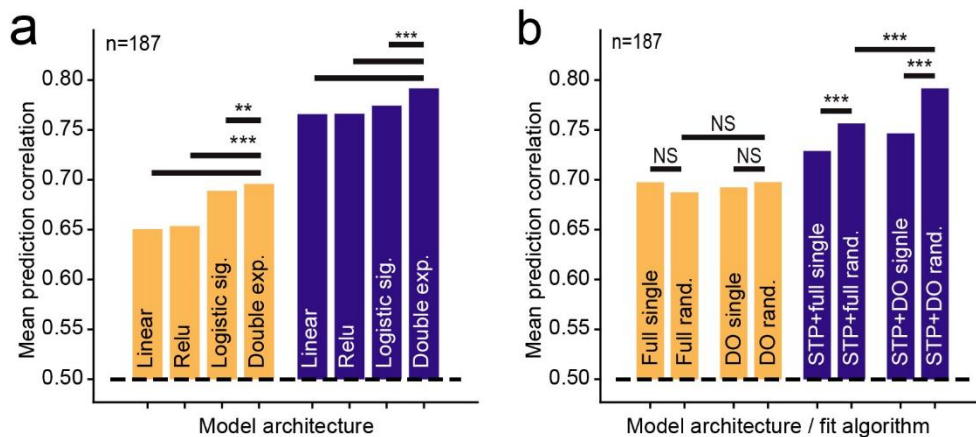 a
n=187
Mean prediction correlation
0.80
0.75
0.70
0.65
0.60
0.55
0.50
**
***
***
Linear
Relu
Logistic sig.
Double exp.
Linear
Relu
Logistic sig.
Double exp.
Model architecture
b
n=187
Mean prediction correlation
0.80
0.75
0.70
0.65
0.60
0.55
0.50
NS
NS
NS
***
***
***
Full single
Full rand.
DO single
DO rand.
STP+full single
STP+full rand.
STP+DO signle
STP+DO rand.
Model architecture / fit algorithm